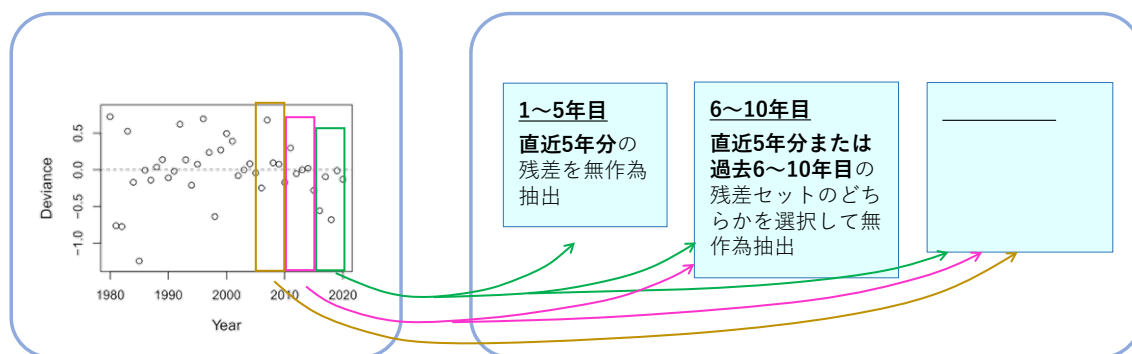 Deviance
0.5
0.0
−0.5
−1.0
1980
1990
2000
2010
2020
Year
1～5年目
直近5年分の
残差を無作為
抽出
6～10年目
直近5年分または
過去6～10年目の
残差セットのどち
らかを選択して無
作為抽出